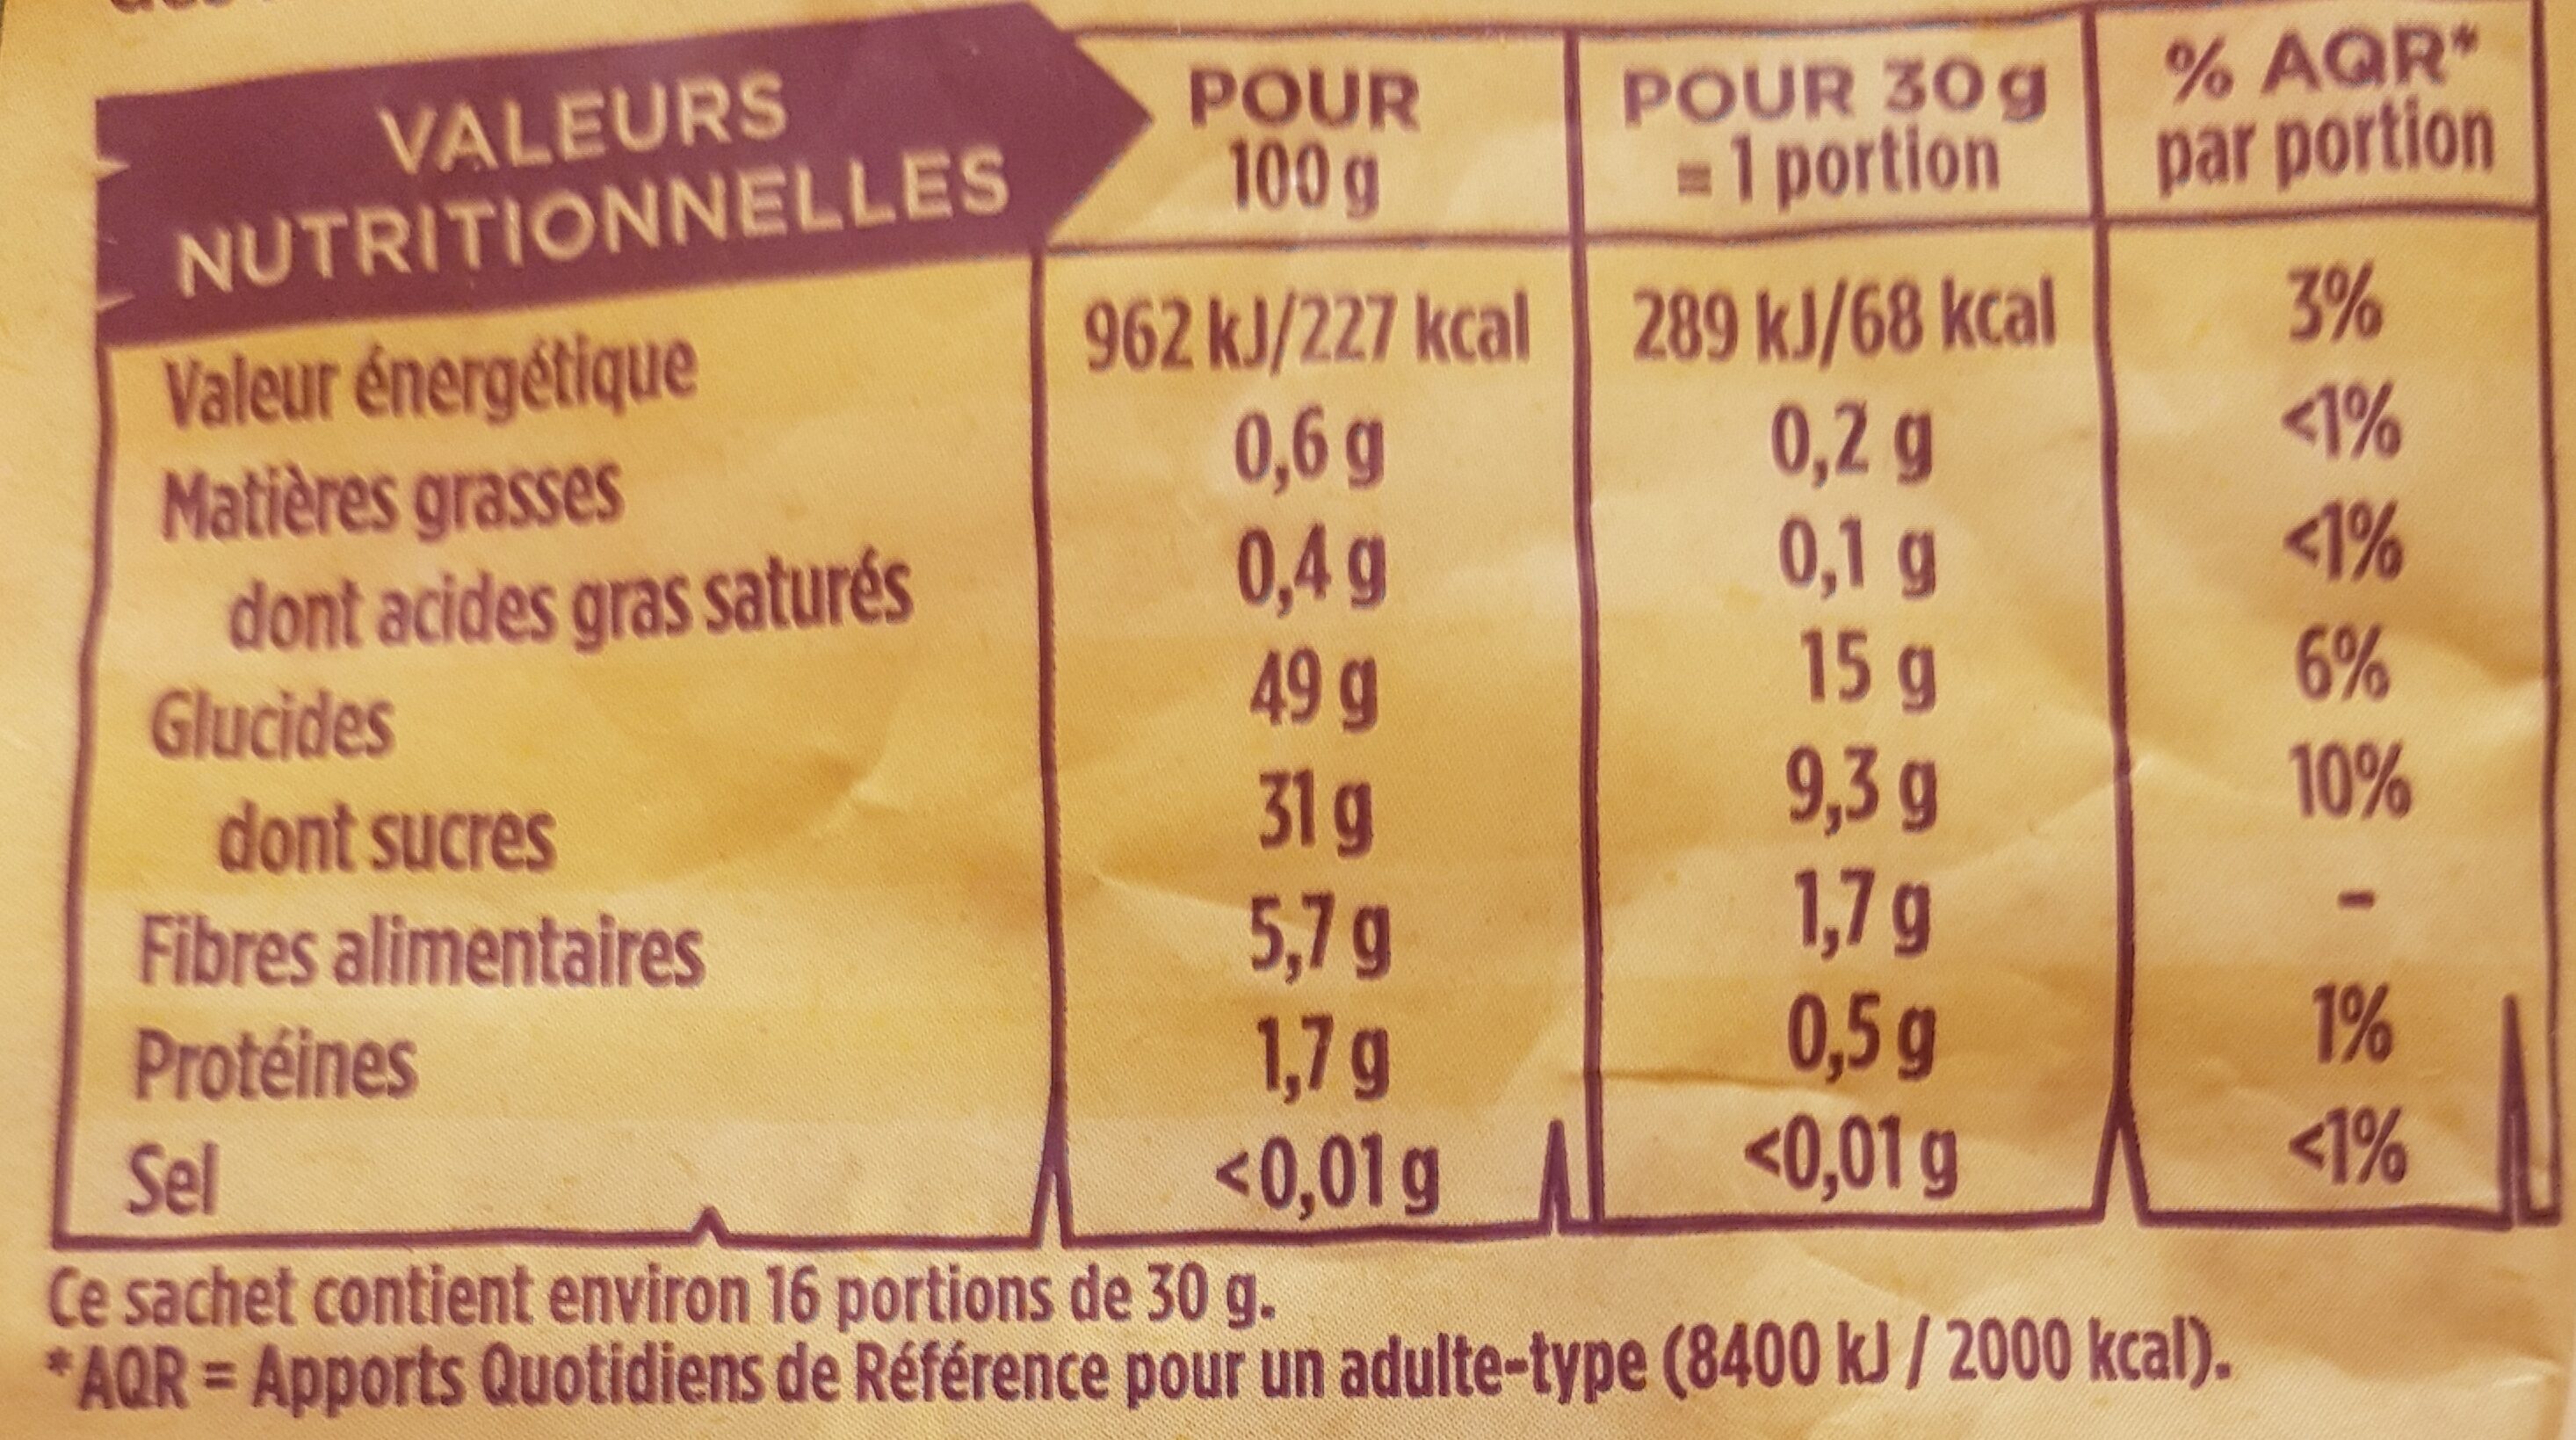 VALEURS
NUTRITIONNELLES
POUR
100 g
POUR 30 g
= 1 portion
% AQR*
par portion
Valeur énergétique 962 kJ/227 kcal 289 kJ/68 kcal 3%
Matières grasses 0,6 g 0,2 g <1%
dont acides gras saturés 0,4 g 0,1 g <1%
Glucides 49 g 15 g 6%
dont sucres 31 g 9,3 g 10%
Fibres alimentaires 5,7 g 1,7 g -
Protéines 1,7 g 0,5 g 1%
Sel <0,01 g <0,01 g <1%
Ce sachet contient environ 16 portions de 30 g.
*AQR = Apports Quotidiens de Référence pour un adulte-type (8400 kJ / 2000 kcal).